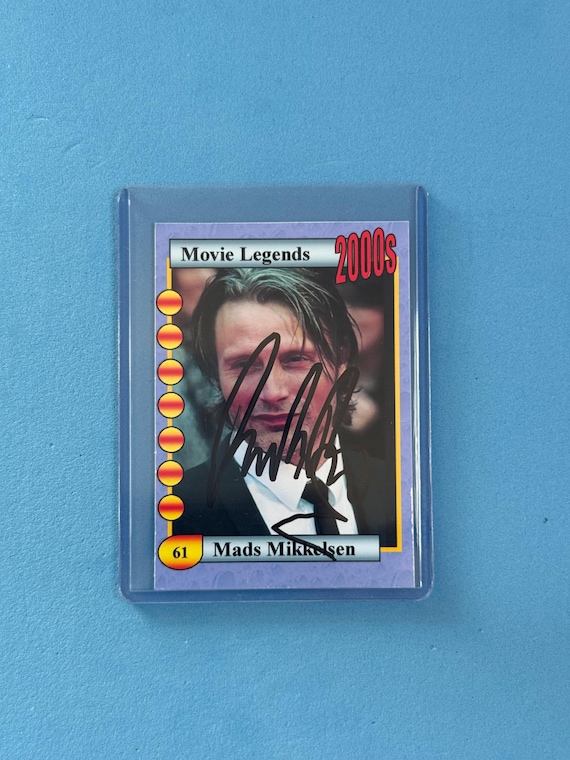 Movie Legends
2000s
61
Mads Mikkelsen